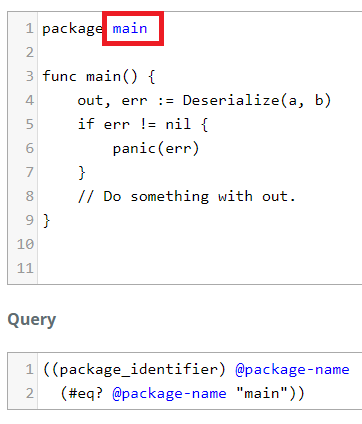 1 package main
2
3 func main() {
4     out, err := Deserialize(a, b)
5     if err != nil {
6         panic(err)
7     }
8     // Do something with out.
9 }
10
11
Query
1 ((package_identifier) @package-name
2   (#eq? @package-name "main"))